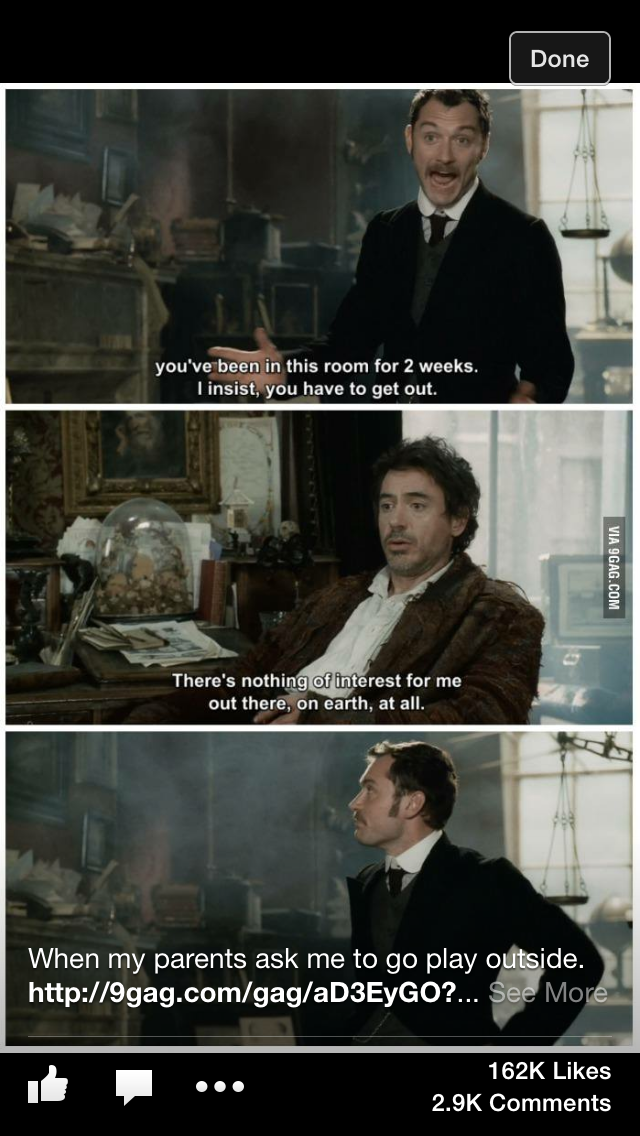 Done
you've been in this room for 2 weeks.
I insist, you have to get out.
VIA 9GAG.COM
There's nothing of interest for me
out there, on earth, at all.
When my parents ask me to go play outside.
http://9gag.com/gag/aD3EyGO?... See More
162K Likes
2.9K Comments